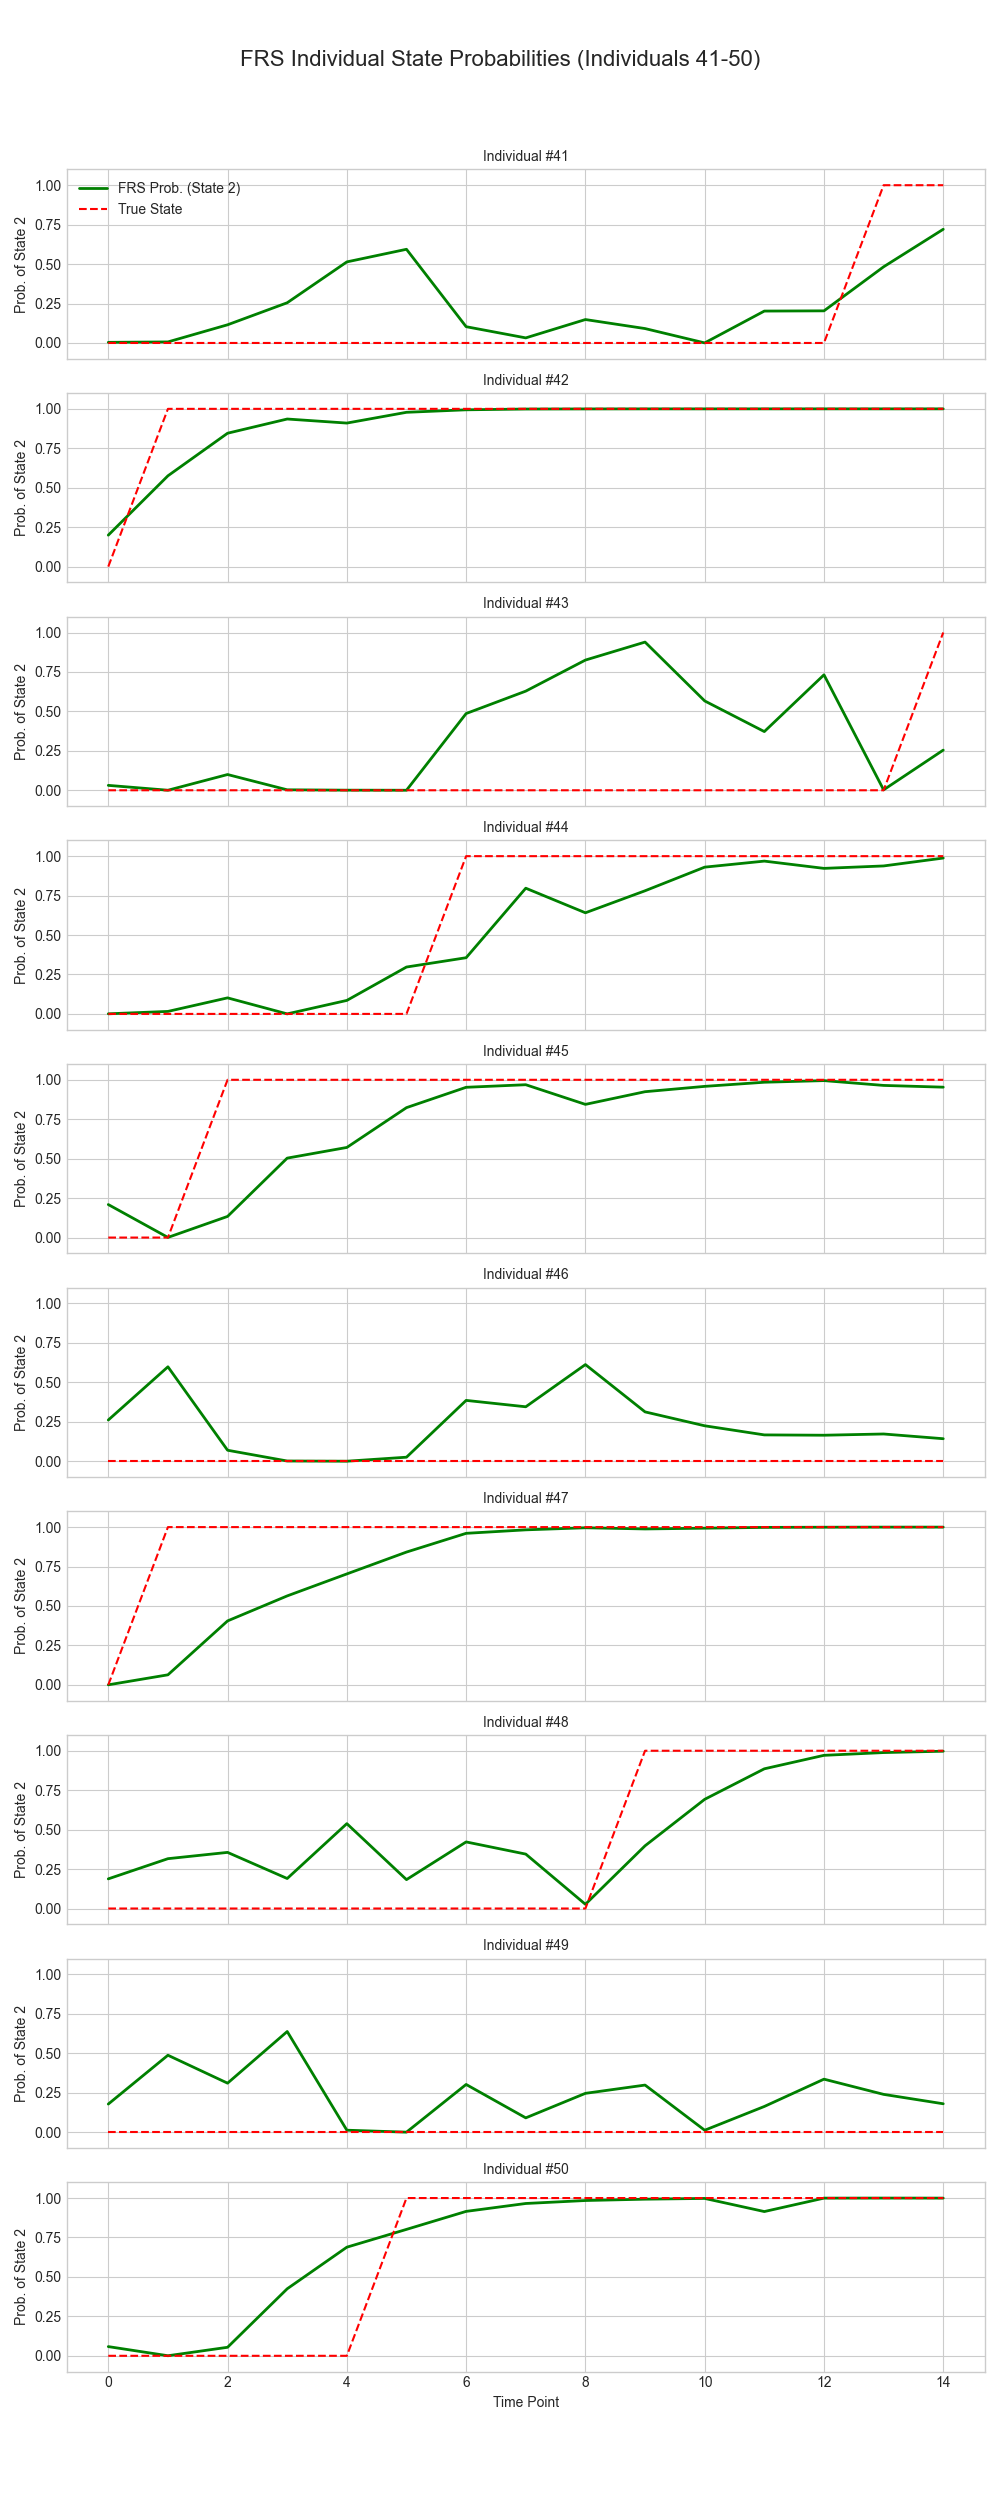 FRS Individual State Probabilities (Individuals 41-50)
Individual #41
1.00
0.75
0.50
0.25
0.00
Prob. of State 2
FRS Prob. (State 2)
True State
Individual #42
1.00
0.75
0.50
0.25
0.00
Prob. of State 2
Individual #43
1.00
0.75
0.50
0.25
0.00
Prob. of State 2
Individual #44
1.00
0.75
0.50
0.25
0.00
Prob. of State 2
Individual #45
1.00
0.75
0.50
0.25
0.00
Prob. of State 2
Individual #46
1.00
0.75
0.50
0.25
0.00
Prob. of State 2
Individual #47
1.00
0.75
0.50
0.25
0.00
Prob. of State 2
Individual #48
1.00
0.75
0.50
0.25
0.00
Prob. of State 2
Individual #49
1.00
0.75
0.50
0.25
0.00
Prob. of State 2
Individual #50
1.00
0.75
0.50
0.25
0.00
Prob. of State 2
0 2 4 6 8 10 12 14
Time Point